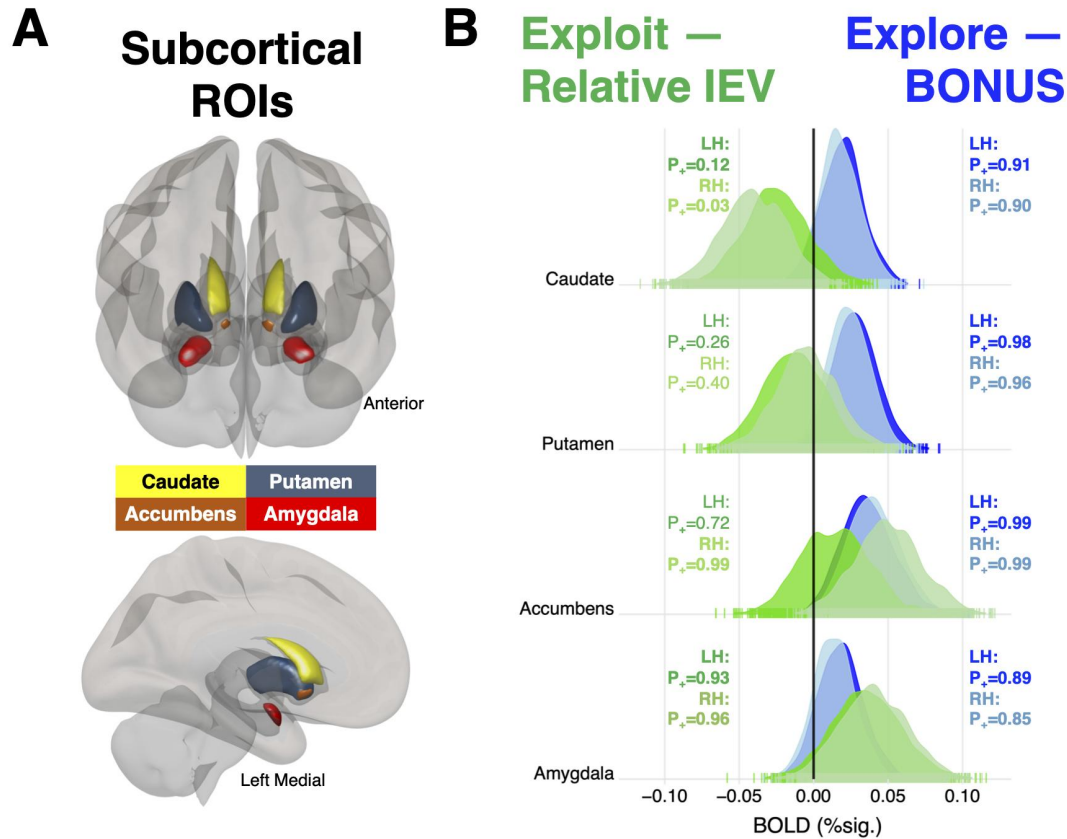 A
Subcortical
ROIs
Anterior
Caudate Putamen
Accumbens Amygdala
Left Medial
B
Exploit — Explore —
Relative IEV BONUS
LH: LH:
P+=0.12 P+=0.91
RH: RH:
P+=0.03 P+=0.90
Caudate
LH: LH:
P+=0.26 P+=0.98
RH: RH:
P+=0.40 P+=0.96
Putamen
LH: LH:
P+=0.72 P+=0.99
RH: RH:
P+=0.99 P+=0.99
Accumbens
LH: LH:
P+=0.93 P+=0.89
RH: RH:
P+=0.96 P+=0.85
Amygdala
−0.10 −0.05 0.00 0.05 0.10
BOLD (%sig.)